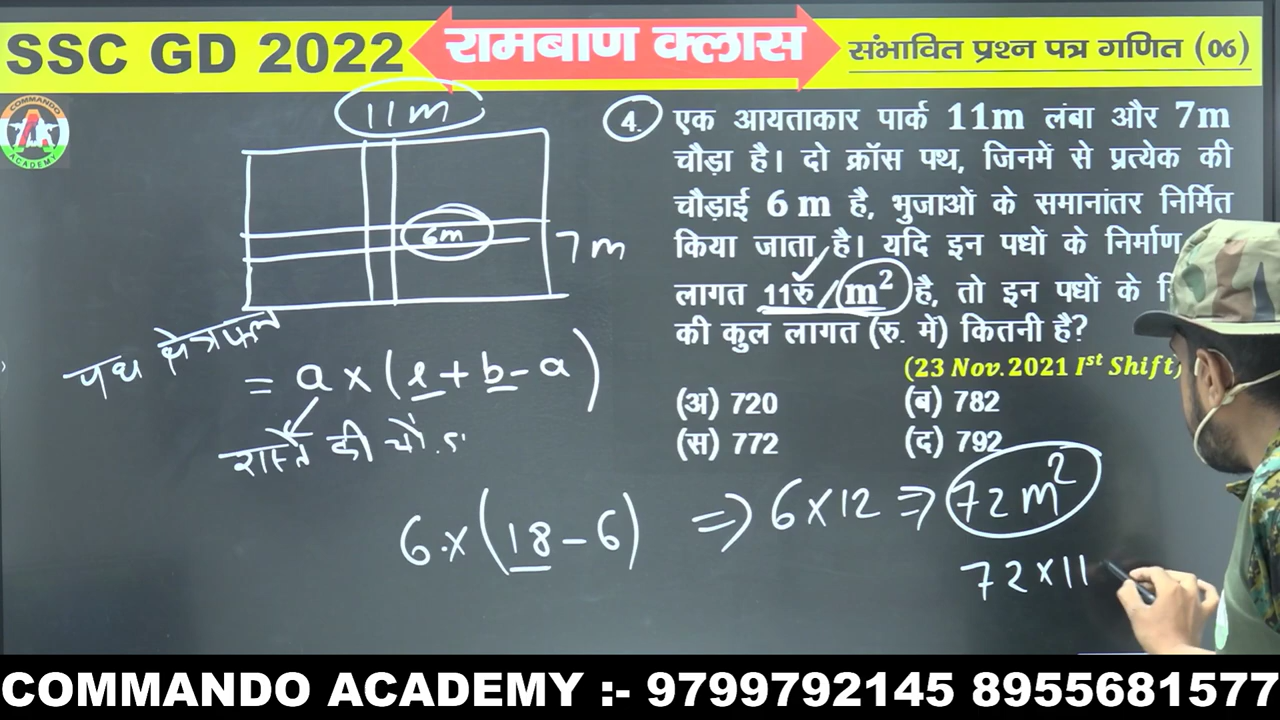 SSC GD 2022
रामबाण क्लास
संभावित प्रश्न पत्र गणित (06)
COMMANDO
ACADEMY
11m
6m
7m
पथ क्षेत्रफल
= a × (l + b - a)
रास्ते की चौ.
6 × (18 - 6) ⇒ 6×12 ⇒ 72m²
72×11
4. एक आयताकार पार्क 11m लंबा और 7m
चौड़ा है। दो क्रॉस पथ, जिनमें से प्रत्येक की
चौड़ाई 6 m है, भुजाओं के समानांतर निर्मित
किया जाता है। यदि इन पथों के निर्माण
लागत 11रु/m² है, तो इन पथों के
की कुल लागत (रु. में) कितनी है?
(23 Nov.2021 Iˢᵗ Shift)
(अ) 720 (ब) 782
(स) 772 (द) 792
COMMANDO ACADEMY :- 9799792145 8955681577